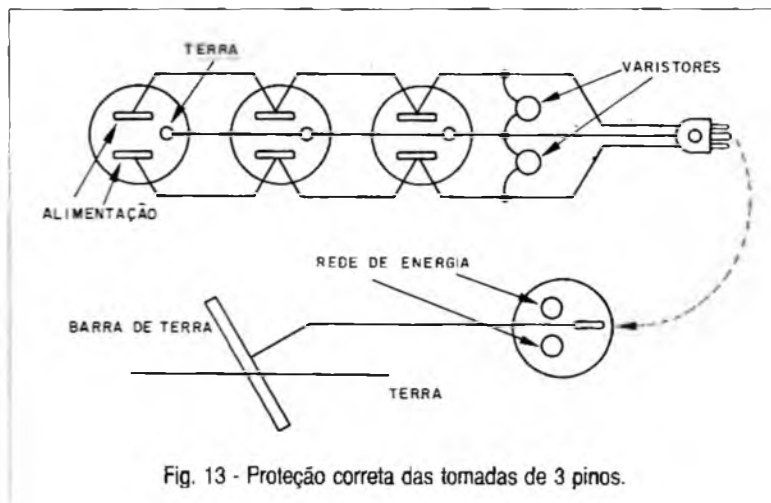 TERRA
VARISTORES
ALIMENTAÇÃO
REDE DE ENERGIA
BARRA DE TERRA
TERRA
Fig. 13 - Proteção correta das tomadas de 3 pinos.